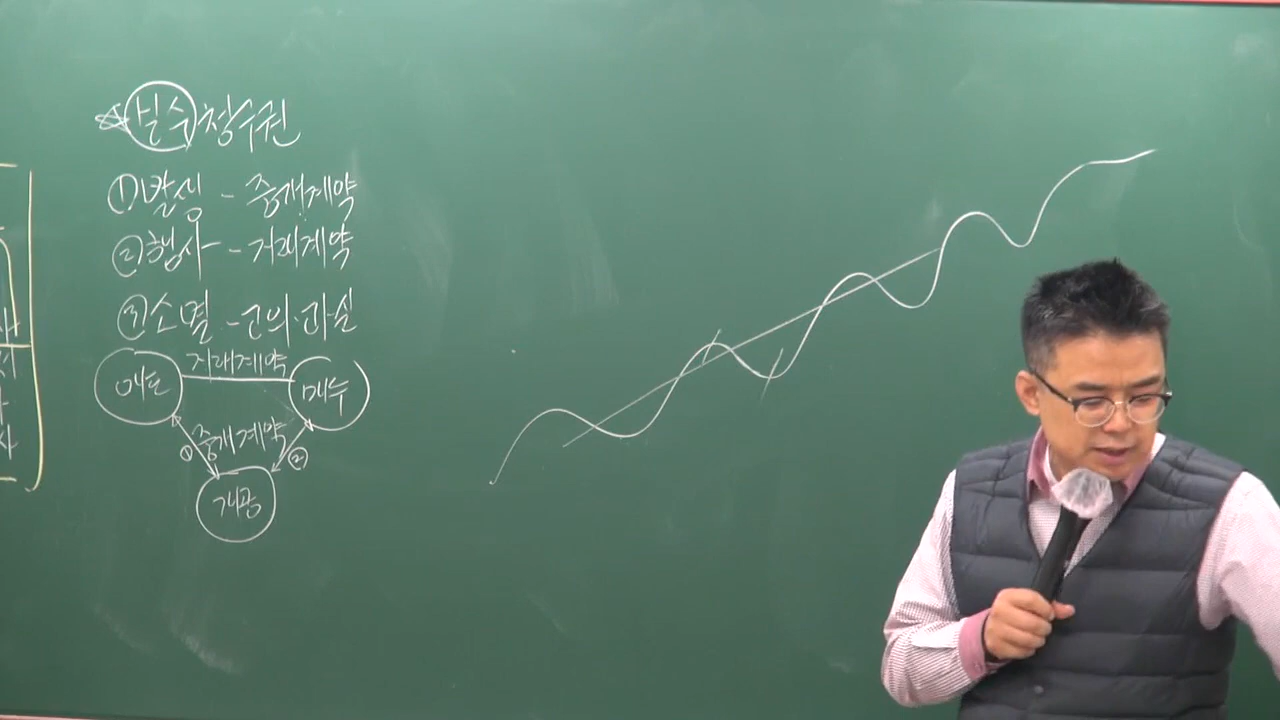 ☆보수청구권
①발생 - 중개계약
②행사 - 거래계약
③소멸 - 고의·과실
거래계약
매도
매수
중개계약
①
②
개공